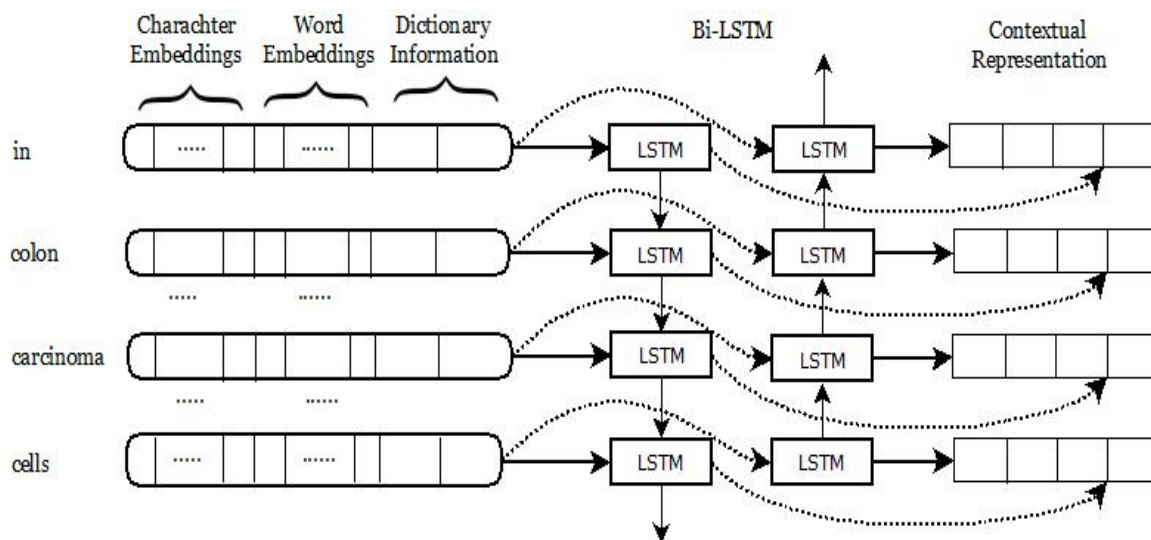 Charachter Embeddings
Word Embeddings
Dictionary Information
Bi-LSTM
Contextual Representation
in
.....
......
LSTM
LSTM
colon
LSTM
LSTM
.....
......
carcinoma
LSTM
LSTM
.....
......
cells
.....
......
LSTM
LSTM